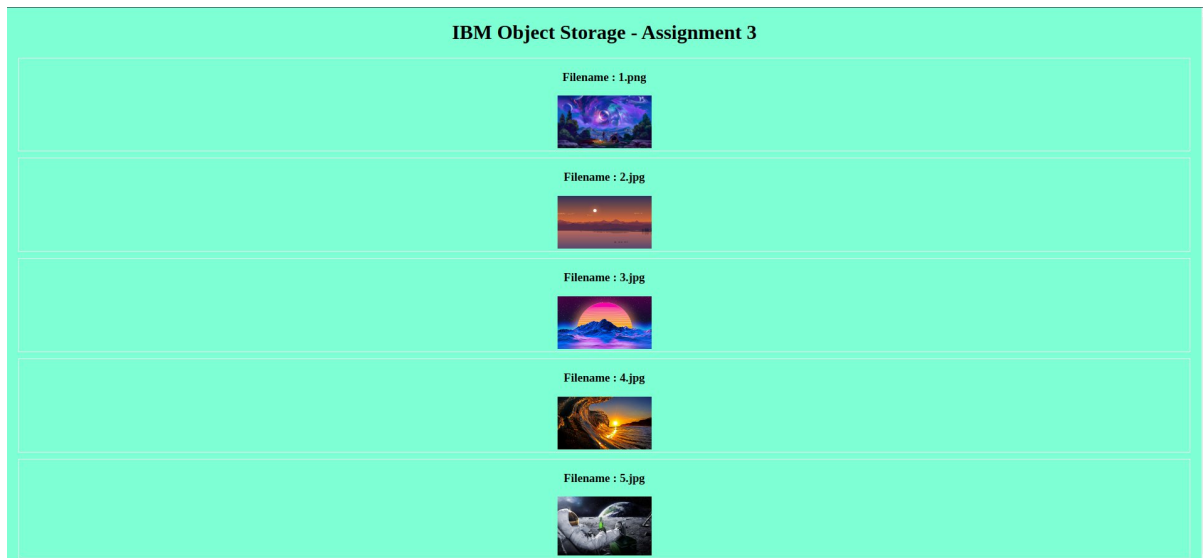 IBM Object Storage - Assignment 3
Filename : 1.png
Filename : 2.jpg
Filename : 3.jpg
Filename : 4.jpg
Filename : 5.jpg